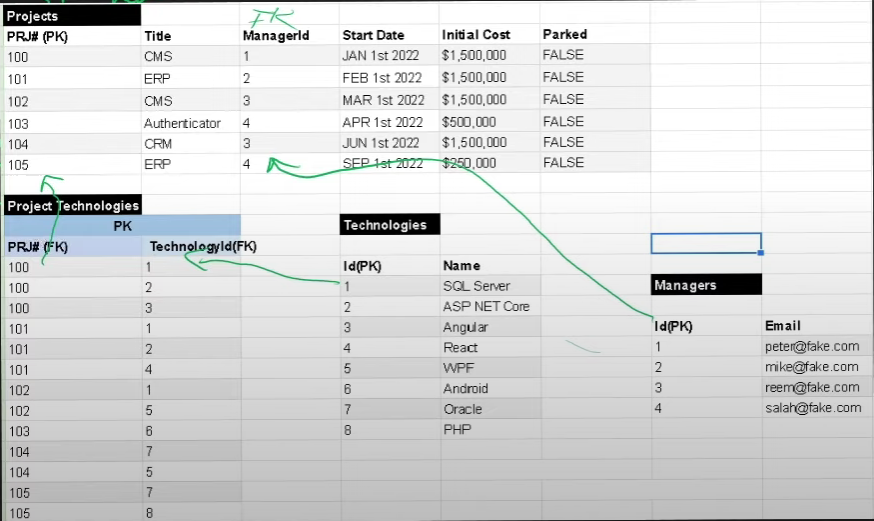 FK
Projects
PRJ# (PK) Title ManagerId Start Date Initial Cost Parked
100 CMS 1 JAN 1st 2022 $1,500,000 FALSE
101 ERP 2 FEB 1st 2022 $1,500,000 FALSE
102 CMS 3 MAR 1st 2022 $1,500,000 FALSE
103 Authenticator 4 APR 1st 2022 $500,000 FALSE
104 CRM 3 JUN 1st 2022 $1,500,000 FALSE
105 ERP 4 SEP 1st 2022 $250,000 FALSE
Project Technologies
PK
PRJ# (FK) TechnologyId(FK)
100 1
100 2
100 3
101 1
101 2
101 4
102 1
102 5
103 6
104 7
104 5
105 7
105 8
Technologies
Id(PK) Name
1 SQL Server
2 ASP NET Core
3 Angular
4 React
5 WPF
6 Android
7 Oracle
8 PHP
Managers
Id(PK) Email
1 peter@fake.com
2 mike@fake.com
3 reem@fake.com
4 salah@fake.com